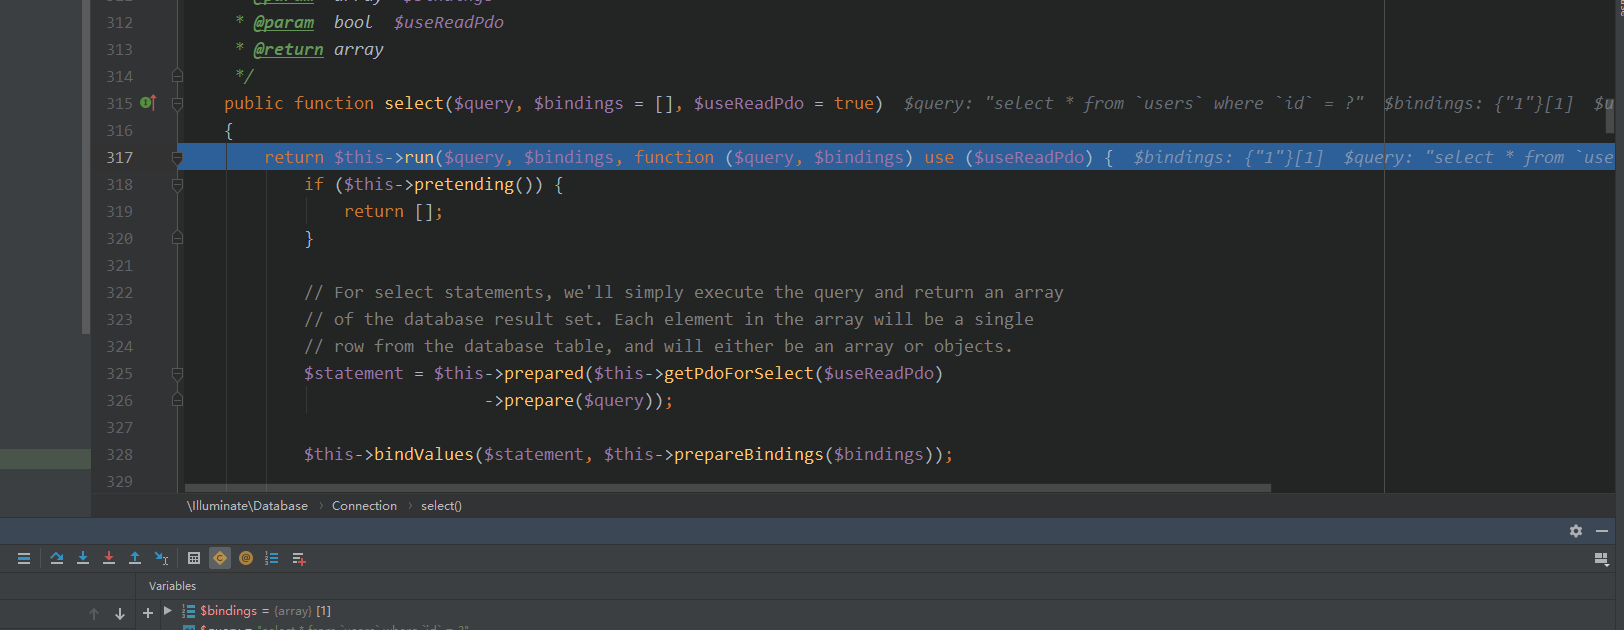 312 * @param bool $useReadPdo
313 * @return array
314 */
315 public function select($query, $bindings = [], $useReadPdo = true) $query: "select * from `users` where `id` = ?" $bindings: {"1"}[1] $u
316 {
317 return $this->run($query, $bindings, function ($query, $bindings) use ($useReadPdo) { $bindings: {"1"}[1] $query: "select * from `use
318 if ($this->pretending()) {
319 return [];
320 }
321
322 // For select statements, we'll simply execute the query and return an array
323 // of the database result set. Each element in the array will be a single
324 // row from the database table, and will either be an array or objects.
325 $statement = $this->prepared($this->getPdoForSelect($useReadPdo)
326 ->prepare($query));
327
328 $this->bindValues($statement, $this->prepareBindings($bindings));
329
\Illuminate\Database › Connection › select()
Variables
$bindings = {array} [1]